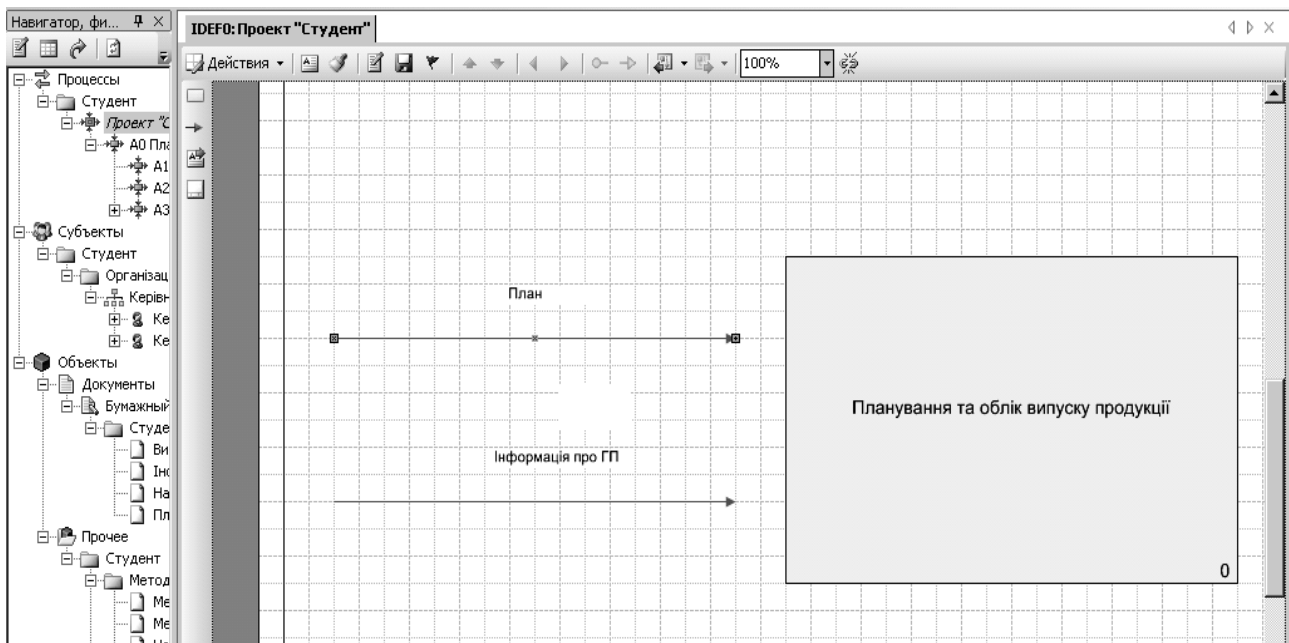 Навигатор, фи...
IDEF0: Проект "Студент"
Действия
100%
Процессы
Студент
Проект "С
А0 Пла
А1
А2
А3
Субъекты
Студент
Організац
Керівн
Ке
Ке
Объекты
Документы
Бумажный
Студе
Ви
Інс
На
Пл
Прочее
Студент
Метод
Ме
Ме
План
Інформація про ГП
Планування та облік випуску продукції
0